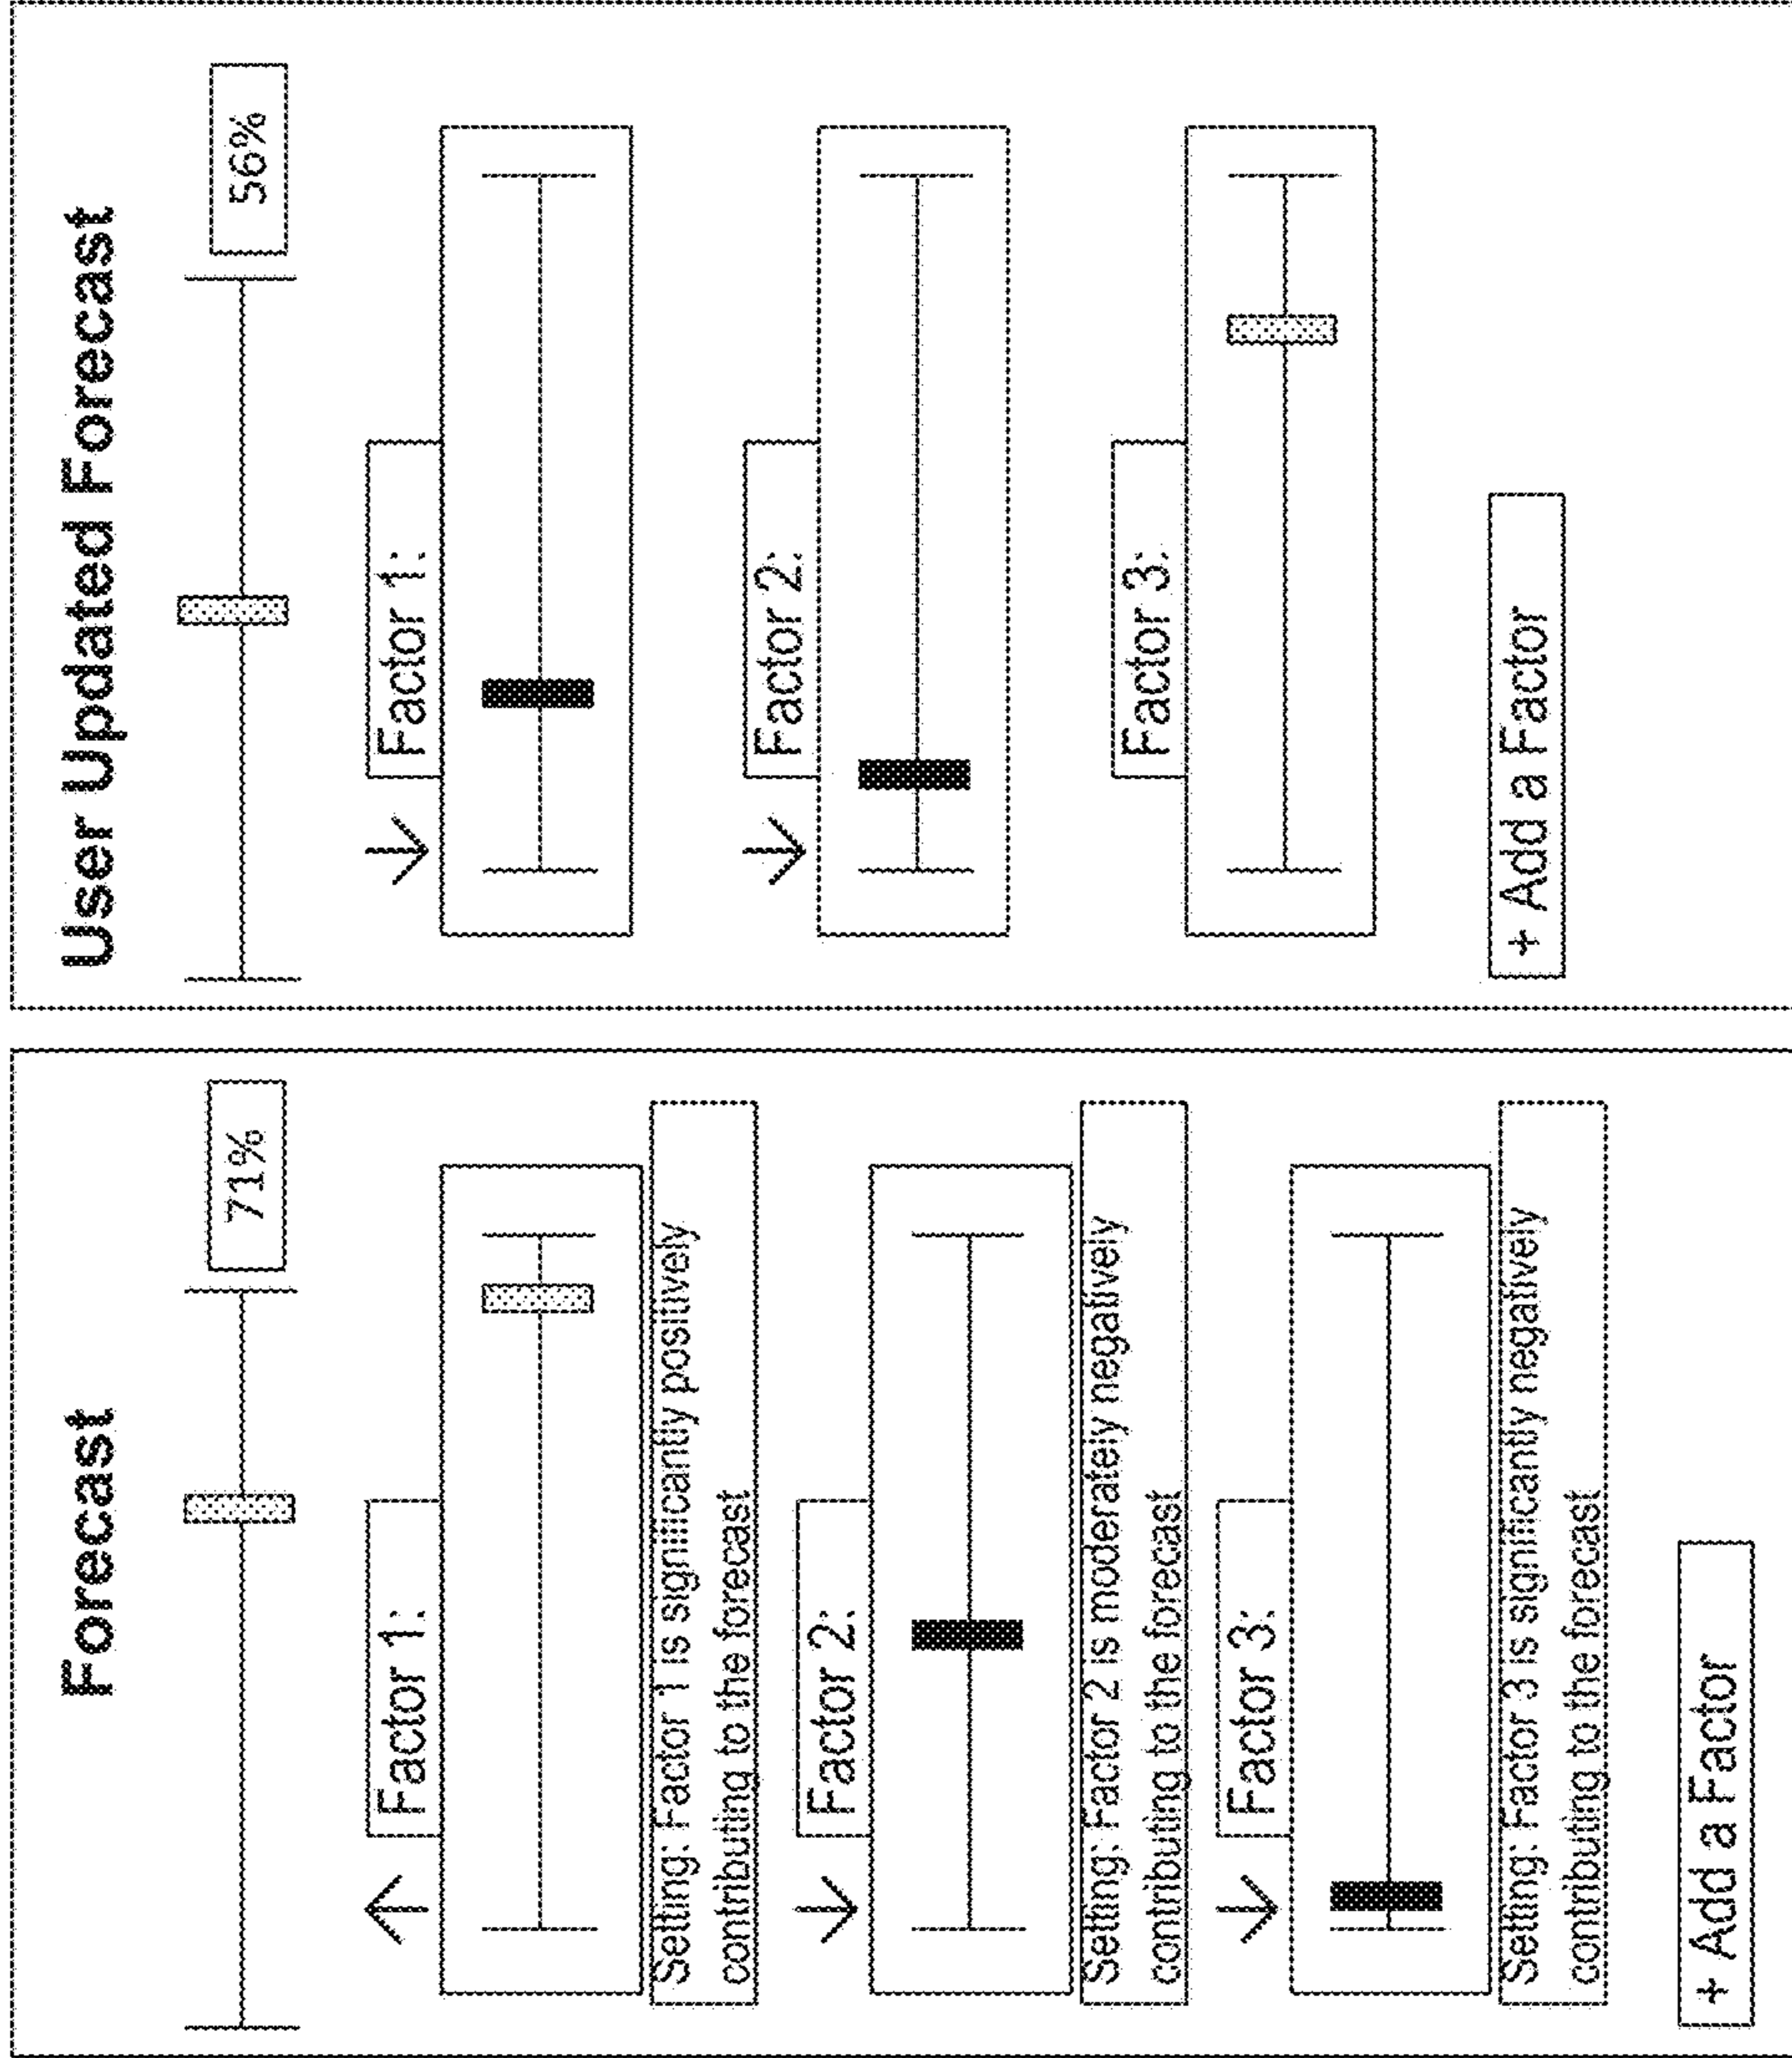 Forecast
71%
Factor 1:
Setting: Factor 1 is significantly positively
contributing to the forecast
Factor 2:
Setting: Factor 2 is moderately negatively
contributing to the forecast
Factor 3:
Setting: Factor 3 is significantly negatively
contributing to the forecast
+ Add a Factor
User Updated Forecast
56%
Factor 1:
Factor 2:
Factor 3:
+ Add a Factor